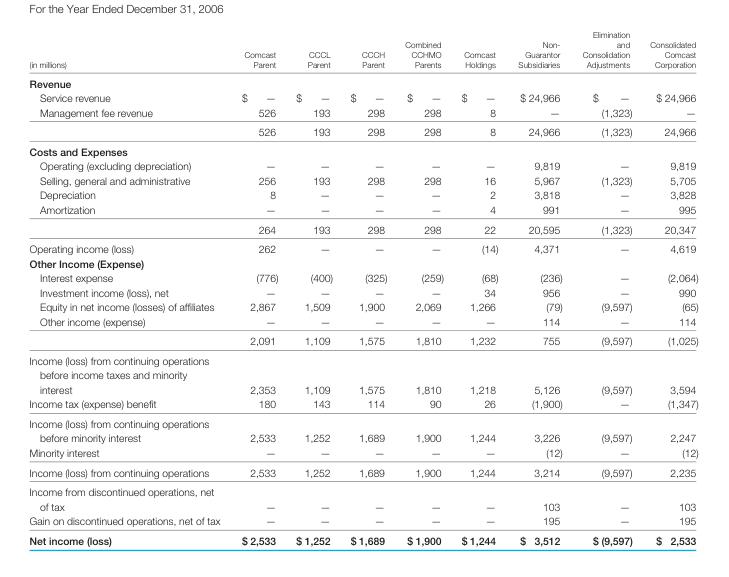 For the Year Ended December 31, 2006
(in millions) Comcast Parent CCCL Parent CCCH Parent Combined CCHMO Parents Comcast Holdings Non-Guarantor Subsidiaries Elimination and Consolidation Adjustments Consolidated Comcast Corporation
Revenue
Service revenue $ — $ — $ — $ — $ — $ 24,966 $ — $ 24,966
Management fee revenue 526 193 298 298 8 — (1,323) —
526 193 298 298 8 24,966 (1,323) 24,966
Costs and Expenses
Operating (excluding depreciation) — — — — — 9,819 — 9,819
Selling, general and administrative 256 193 298 298 16 5,967 (1,323) 5,705
Depreciation 8 — — — 2 3,818 — 3,828
Amortization — — — — 4 991 — 995
264 193 298 298 22 20,595 (1,323) 20,347
Operating income (loss) 262 — — — (14) 4,371 — 4,619
Other Income (Expense)
Interest expense (776) (400) (325) (259) (68) (236) — (2,064)
Investment income (loss), net — — — — 34 956 — 990
Equity in net income (losses) of affiliates 2,867 1,509 1,900 2,069 1,266 (79) (9,597) (65)
Other income (expense) — — — — — 114 — 114
2,091 1,109 1,575 1,810 1,232 755 (9,597) (1,025)
Income (loss) from continuing operations
before income taxes and minority
interest 2,353 1,109 1,575 1,810 1,218 5,126 (9,597) 3,594
Income tax (expense) benefit 180 143 114 90 26 (1,900) — (1,347)
Income (loss) from continuing operations
before minority interest 2,533 1,252 1,689 1,900 1,244 3,226 (9,597) 2,247
Minority interest — — — — — (12) — (12)
Income (loss) from continuing operations 2,533 1,252 1,689 1,900 1,244 3,214 (9,597) 2,235
Income from discontinued operations, net
of tax — — — — — 103 — 103
Gain on discontinued operations, net of tax — — — — — 195 — 195
Net income (loss) $ 2,533 $ 1,252 $ 1,689 $ 1,900 $ 1,244 $ 3,512 $ (9,597) $ 2,533